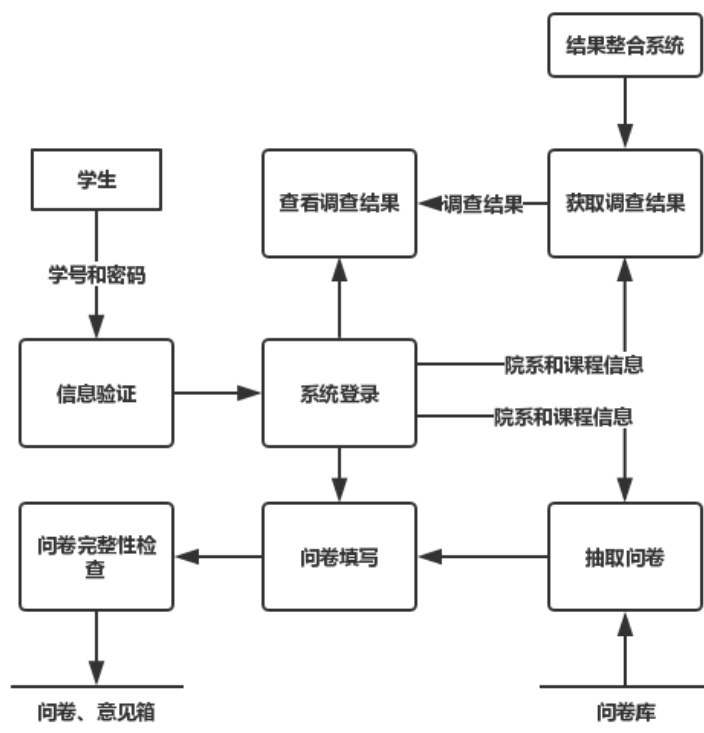 结果整合系统
学生
查看调查结果
调查结果
获取调查结果
学号和密码
信息验证
系统登录
院系和课程信息
院系和课程信息
问卷完整性检
查
问卷填写
抽取问卷
问卷、意见箱
问卷库